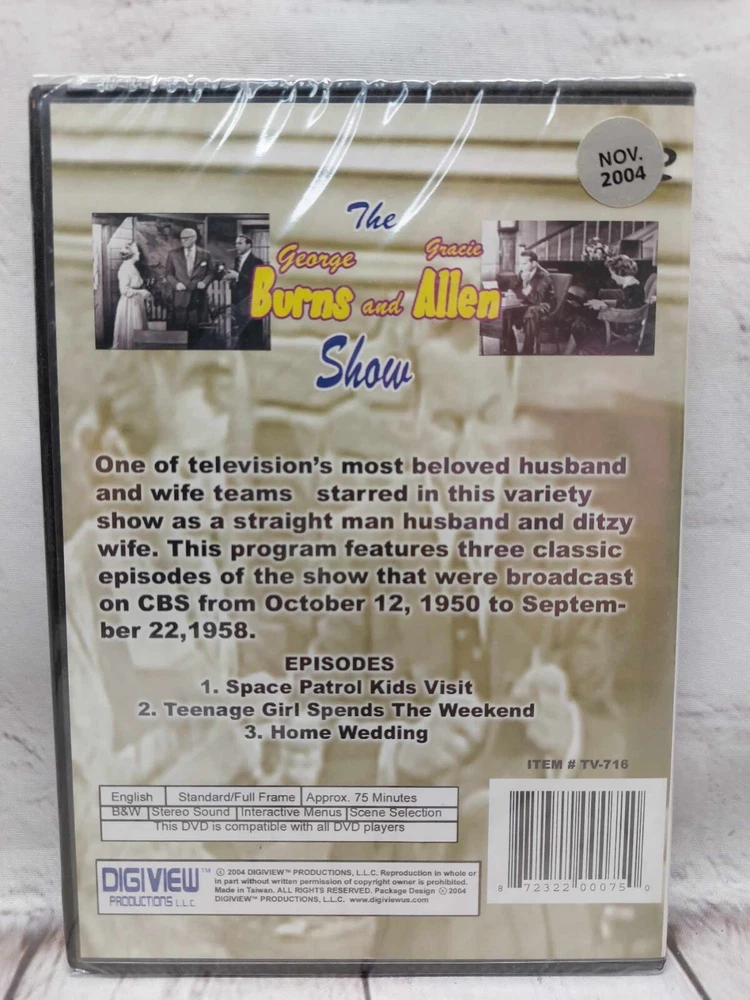 NOV.
2004
The
George Gracie
Burns and Allen
Show
One of television's most beloved husband
and wife teams starred in this variety
show as a straight man husband and ditzy
wife. This program features three classic
episodes of the show that were broadcast
on CBS from October 12, 1950 to Septem-
ber 22,1958.
EPISODES
1. Space Patrol Kids Visit
2. Teenage Girl Spends The Weekend
3. Home Wedding
ITEM # TV-716
English Standard/Full Frame Approx. 75 Minutes
B&W Stereo Sound Interactive Menus Scene Selection
This DVD is compatible with all DVD players
DIGIVIEW™
PRODUCTIONS L.L.C.
© 2004 DIGIVIEW™ PRODUCTIONS, L.L.C. Reproduction in whole or
in part without written permission of copyright owner is prohibited.
Made in Taiwan. ALL RIGHTS RESERVED. Package Design © 2004
DIGIVIEW™ PRODUCTIONS, L.L.C. www.digiviewus.com
8 72322 00075 0